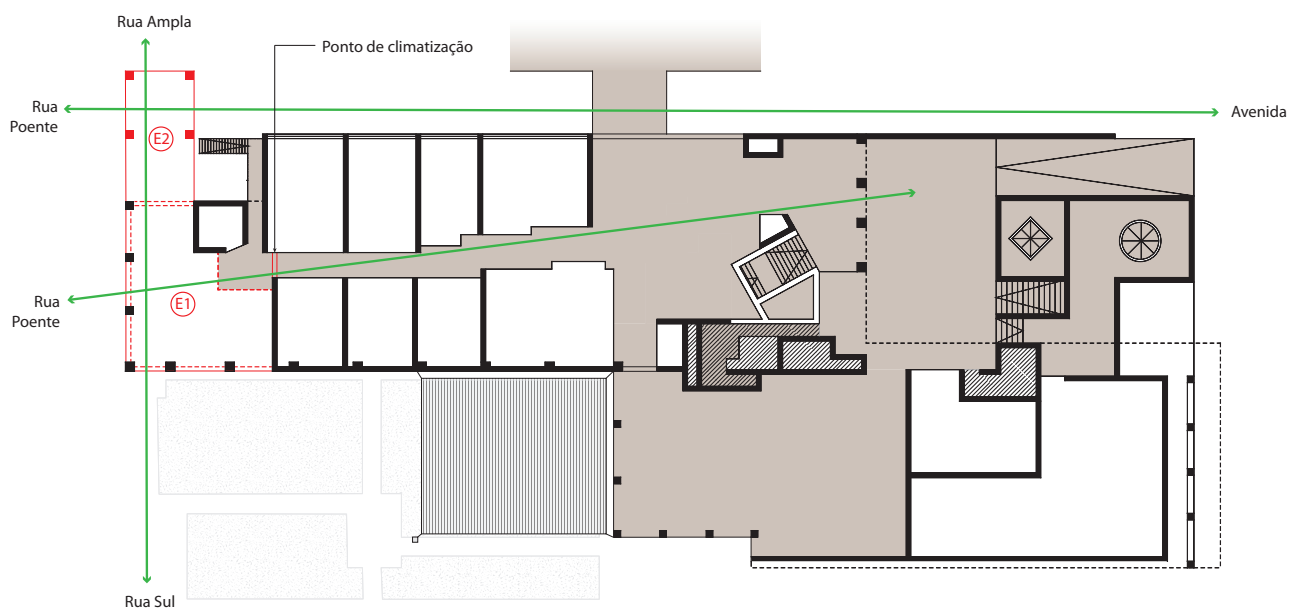 Rua Ampla
Ponto de climatização
Rua
Poente
Avenida
E2
Rua
Poente
E1
Rua Sul